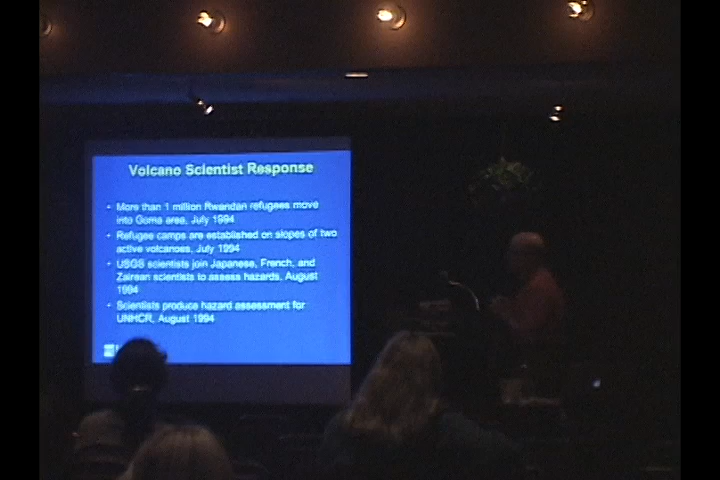 Volcano Scientist Response
• More than 1 million Rwandan refugees move
into Goma area, July 1994
• Refugee camps are established on slopes of two
active volcanoes, July 1994
• USGS scientists join Japanese, French, and
Zairean scientists to assess hazards, August
1994
• Scientists produce hazard assessment for
UNHCR, August 1994